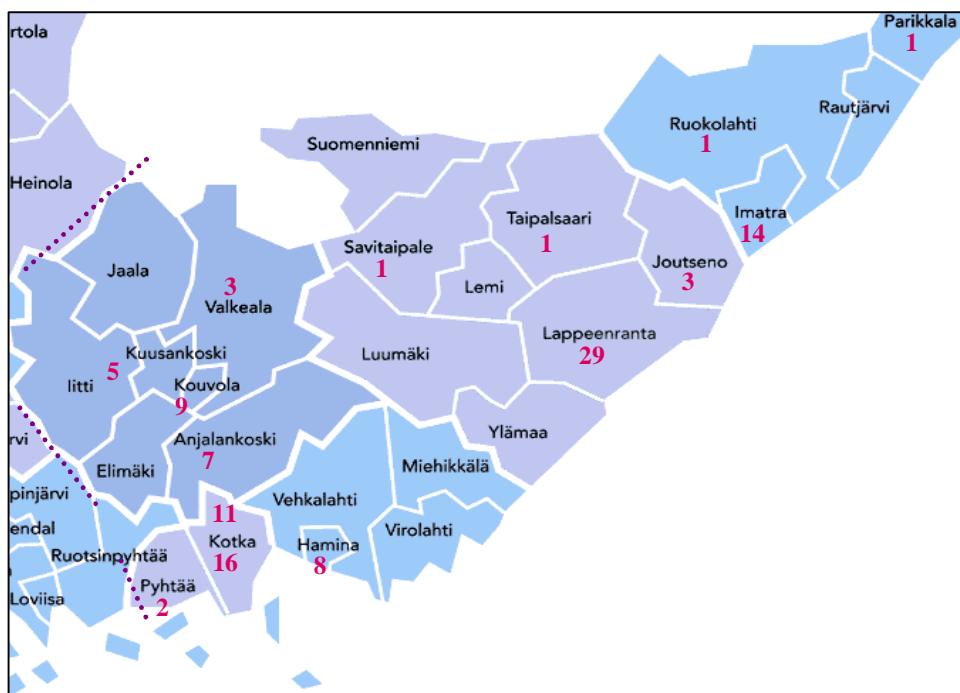 Parikkala
1
rtola
Rautjärvi
Ruokolahti
1
Suomenniemi
Heinola
Imatra
14
Taipalsaari
1
Savitaipale
1
Joutseno
3
Jaala
Lemi
3
Valkeala
Lappeenranta
29
Kuusankoski
Luumäki
5
Iitti
Kouvola
9
Ylämaa
rvi
Anjalankoski
7
Elimäki
Miehikkälä
pinjärvi
Vehkalahti
11
endal
Virolahti
Kotka
16
Hamina
8
Ruotsinpyhtää
Pyhtää
2
Loviisa